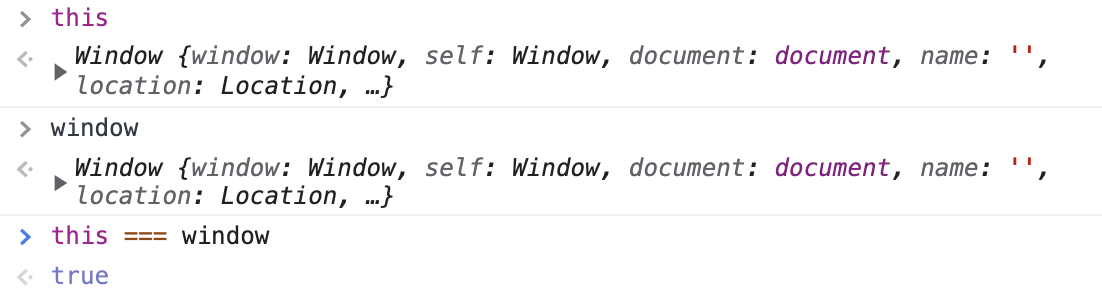 this
Window {window: Window, self: Window, document: document, name: '',
location: Location, …}
window
Window {window: Window, self: Window, document: document, name: '',
location: Location, …}
this === window
true